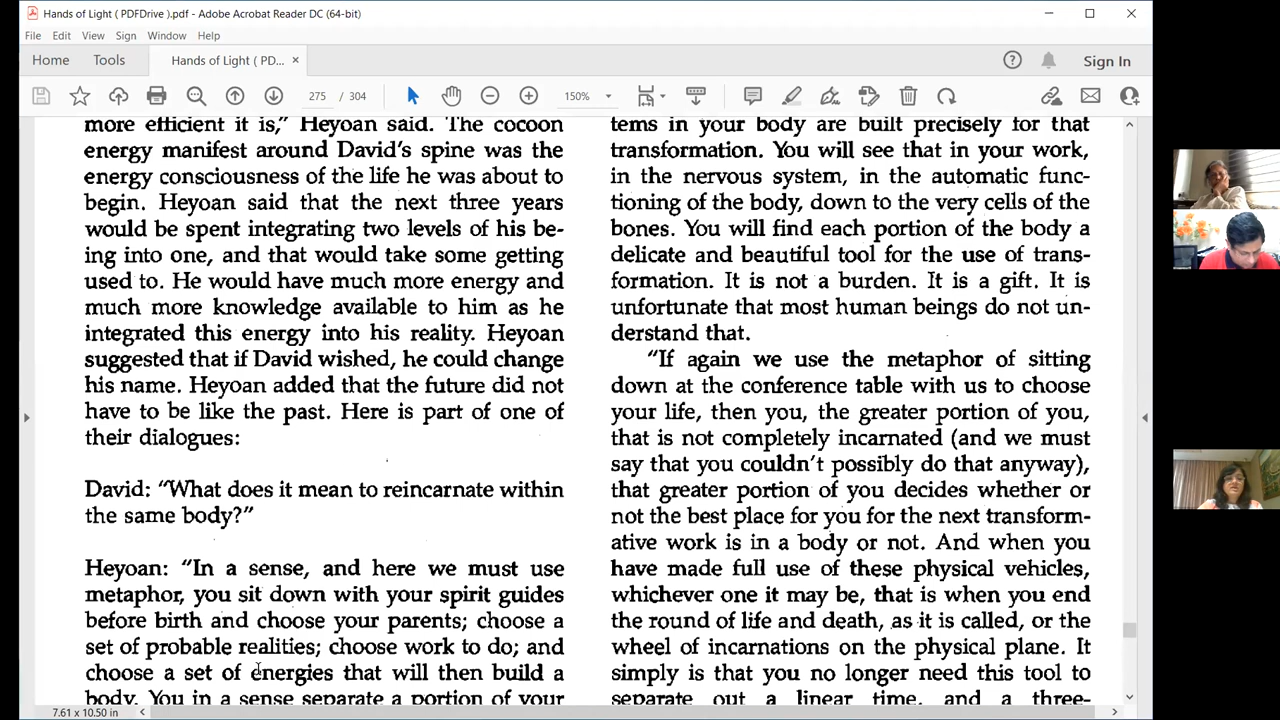 Hands of Light ( PDFDrive ).pdf - Adobe Acrobat Reader DC (64-bit)
File Edit View Sign Window Help
Home Tools Hands of Light ( PD... × Sign In
275 / 304 150%
more efficient it is,” Heyoan said. The cocoon
energy manifest around David’s spine was the
energy consciousness of the life he was about to
begin. Heyoan said that the next three years
would be spent integrating two levels of his be-
ing into one, and that would take some getting
used to. He would have much more energy and
much more knowledge available to him as he
integrated this energy into his reality. Heyoan
suggested that if David wished, he could change
his name. Heyoan added that the future did not
have to be like the past. Here is part of one of
their dialogues:
David: “What does it mean to reincarnate within
the same body?”
Heyoan: “In a sense, and here we must use
metaphor, you sit down with your spirit guides
before birth and choose your parents; choose a
set of probable realities; choose work to do; and
choose a set of energies that will then build a
body. You in a sense separate a portion of your
tems in your body are built precisely for that
transformation. You will see that in your work,
in the nervous system, in the automatic func-
tioning of the body, down to the very cells of the
bones. You will find each portion of the body a
delicate and beautiful tool for the use of trans-
formation. It is not a burden. It is a gift. It is
unfortunate that most human beings do not un-
derstand that.
“If again we use the metaphor of sitting
down at the conference table with us to choose
your life, then you, the greater portion of you,
that is not completely incarnated (and we must
say that you couldn’t possibly do that anyway),
that greater portion of you decides whether or
not the best place for you for the next transform-
ative work is in a body or not. And when you
have made full use of these physical vehicles,
whichever one it may be, that is when you end
the round of life and death, as it is called, or the
wheel of incarnations on the physical plane. It
simply is that you no longer need this tool to
separate out a linear time, and a three-
7.61 x 10.50 in